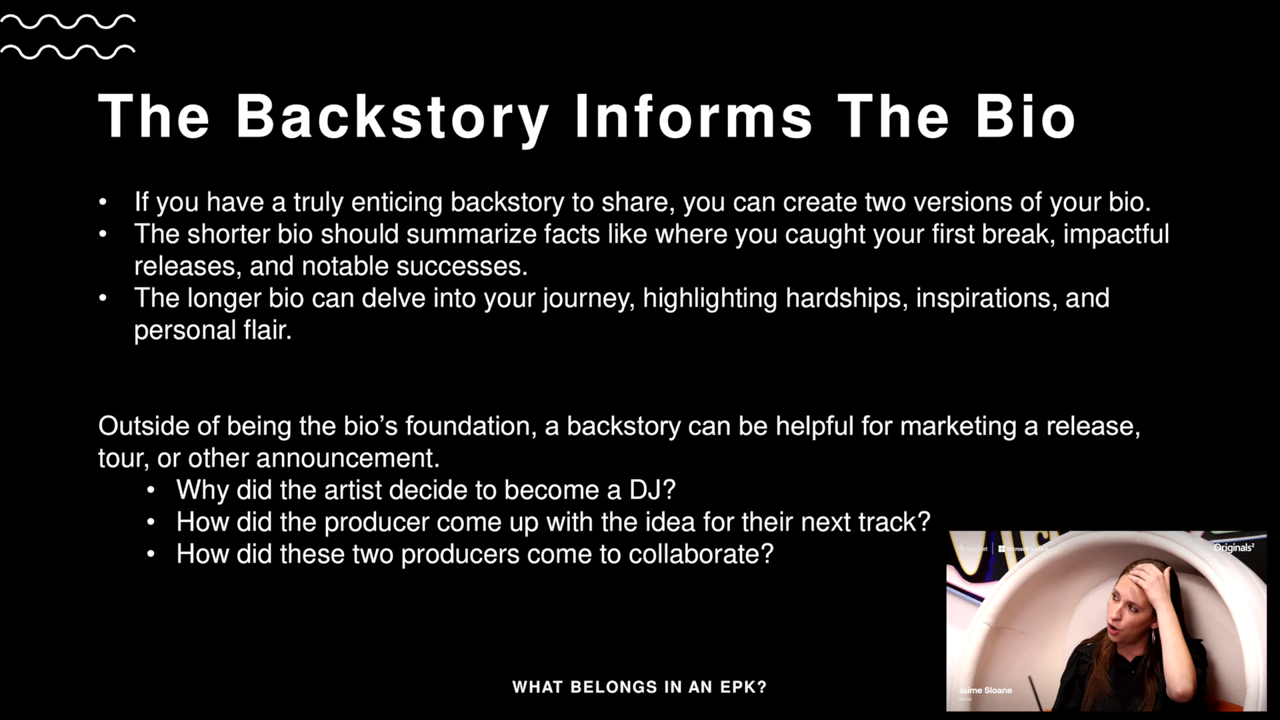 The Backstory Informs The Bio
• If you have a truly enticing backstory to share, you can create two versions of your bio.
• The shorter bio should summarize facts like where you caught your first break, impactful
releases, and notable successes.
• The longer bio can delve into your journey, highlighting hardships, inspirations, and
personal flair.
Outside of being the bio’s foundation, a backstory can be helpful for marketing a release,
tour, or other announcement.
• Why did the artist decide to become a DJ?
• How did the producer come up with the idea for their next track?
• How did these two producers come to collaborate?
Originals²
Jaime Sloane
WHAT BELONGS IN AN EPK?